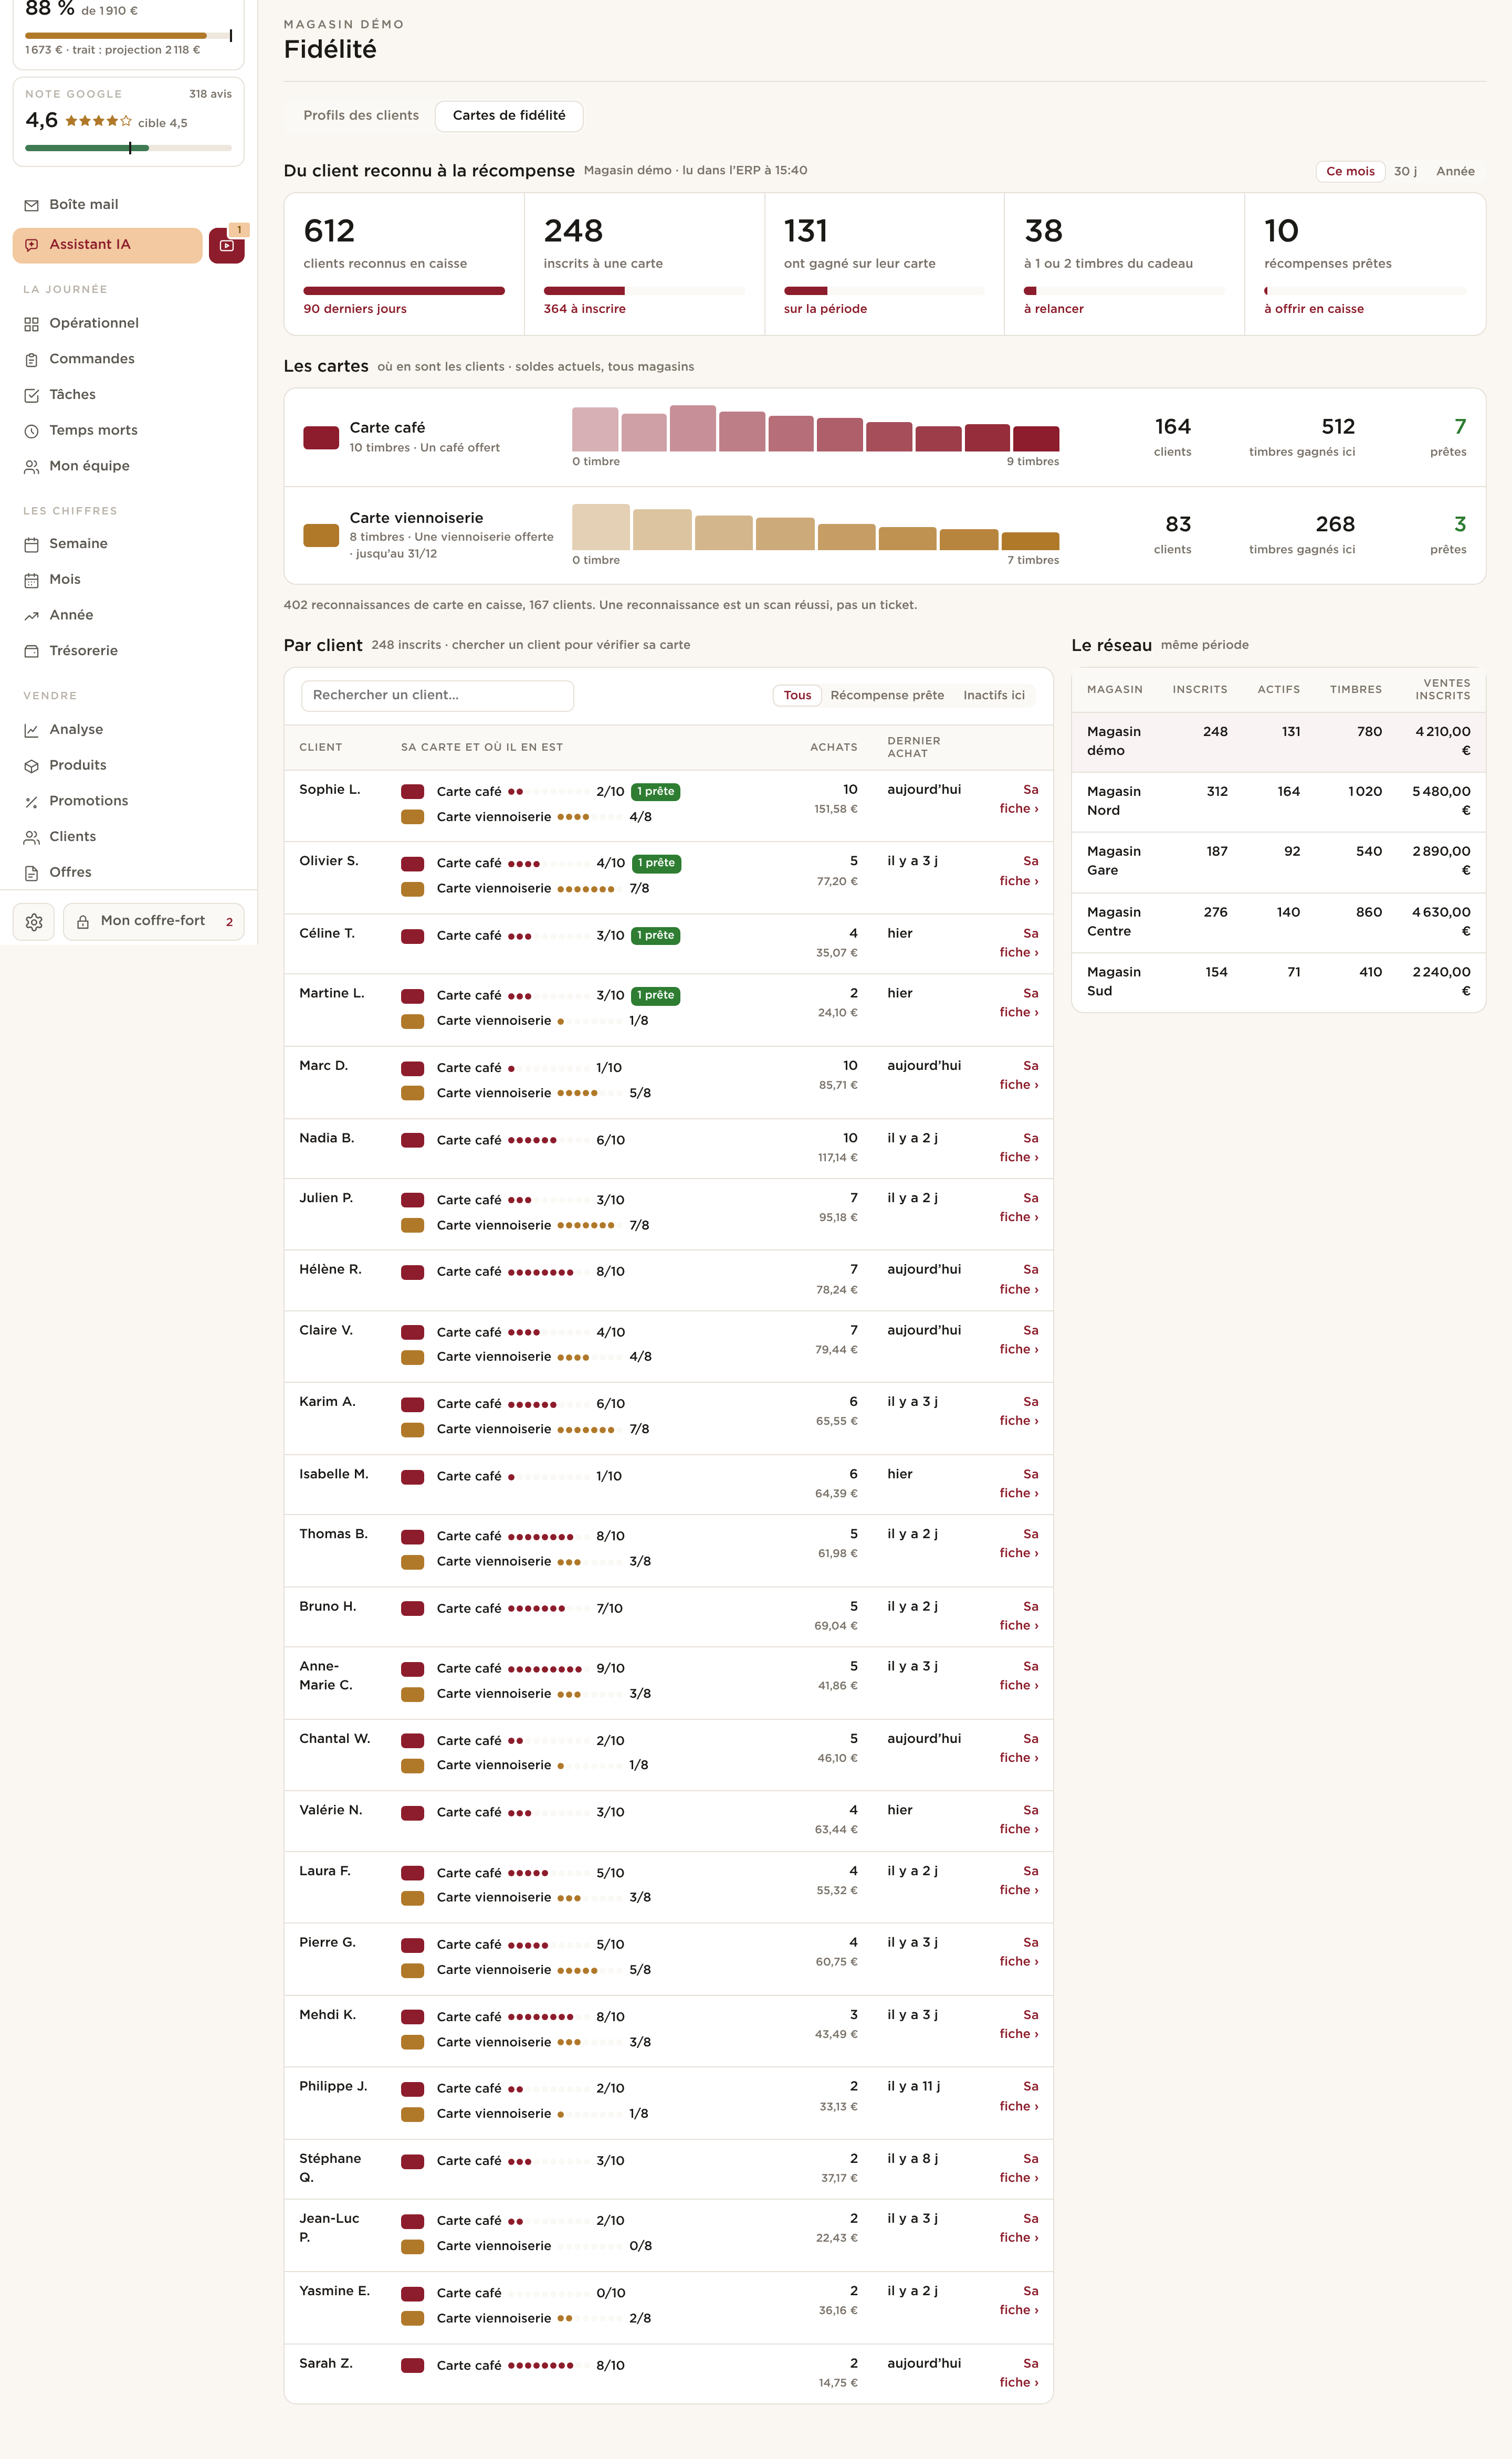 88 % de 1 910 €
1 673 € · trait : projection 2 118 €
NOTE GOOGLE 318 avis
4,6 cible 4,5
Boîte mail
Assistant IA 1
LA JOURNÉE
Opérationnel
Commandes
Tâches
Temps morts
Mon équipe
LES CHIFFRES
Semaine
Mois
Année
Trésorerie
VENDRE
Analyse
Produits
Promotions
Clients
Offres
Mon coffre-fort 2
MAGASIN DÉMO
Fidélité
Profils des clients Cartes de fidélité
Du client reconnu à la récompense Magasin démo · lu dans l’ERP à 15:40 Ce mois 30 j Année
612
clients reconnus en caisse
90 derniers jours
248
inscrits à une carte
364 à inscrire
131
ont gagné sur leur carte
sur la période
38
à 1 ou 2 timbres du cadeau
à relancer
10
récompenses prêtes
à offrir en caisse
Les cartes où en sont les clients · soldes actuels, tous magasins
Carte café
10 timbres · Un café offert
0 timbre 9 timbres
164 512 7
clients timbres gagnés ici prêtes
Carte viennoiserie
8 timbres · Une viennoiserie offerte
· jusqu’au 31/12
0 timbre 7 timbres
83 268 3
clients timbres gagnés ici prêtes
402 reconnaissances de carte en caisse, 167 clients. Une reconnaissance est un scan réussi, pas un ticket.
Par client 248 inscrits · chercher un client pour vérifier sa carte
Rechercher un client... Tous Récompense prête Inactifs ici
CLIENT SA CARTE ET OÙ IL EN EST ACHATS DERNIER
ACHAT
Sophie L. Carte café 2/10 1 prête 10 aujourd’hui Sa
Carte viennoiserie 4/8 151,58 € fiche ›
Olivier S. Carte café 4/10 1 prête 5 il y a 3 j Sa
Carte viennoiserie 7/8 77,20 € fiche ›
Céline T. Carte café 3/10 1 prête 4 hier Sa
35,07 € fiche ›
Martine L. Carte café 3/10 1 prête 2 hier Sa
Carte viennoiserie 1/8 24,10 € fiche ›
Marc D. Carte café 1/10 10 aujourd’hui Sa
Carte viennoiserie 5/8 85,71 € fiche ›
Nadia B. Carte café 6/10 10 il y a 2 j Sa
117,14 € fiche ›
Julien P. Carte café 3/10 7 il y a 2 j Sa
Carte viennoiserie 7/8 95,18 € fiche ›
Hélène R. Carte café 8/10 7 aujourd’hui Sa
78,24 € fiche ›
Claire V. Carte café 4/10 7 aujourd’hui Sa
Carte viennoiserie 4/8 79,44 € fiche ›
Karim A. Carte café 6/10 6 il y a 3 j Sa
Carte viennoiserie 7/8 65,55 € fiche ›
Isabelle M. Carte café 1/10 6 hier Sa
64,39 € fiche ›
Thomas B. Carte café 8/10 5 il y a 2 j Sa
Carte viennoiserie 3/8 61,98 € fiche ›
Bruno H. Carte café 7/10 5 il y a 2 j Sa
69,04 € fiche ›
Anne- Carte café 9/10 5 il y a 3 j Sa
Marie C. Carte viennoiserie 3/8 41,86 € fiche ›
Chantal W. Carte café 2/10 5 aujourd’hui Sa
Carte viennoiserie 1/8 46,10 € fiche ›
Valérie N. Carte café 3/10 4 hier Sa
63,44 € fiche ›
Laura F. Carte café 5/10 4 il y a 2 j Sa
Carte viennoiserie 3/8 55,32 € fiche ›
Pierre G. Carte café 5/10 4 il y a 3 j Sa
Carte viennoiserie 5/8 60,75 € fiche ›
Mehdi K. Carte café 8/10 3 il y a 3 j Sa
Carte viennoiserie 3/8 43,49 € fiche ›
Philippe J. Carte café 2/10 2 il y a 11 j Sa
Carte viennoiserie 1/8 33,13 € fiche ›
Stéphane Carte café 3/10 2 il y a 8 j Sa
Q. 37,17 € fiche ›
Jean-Luc Carte café 2/10 2 il y a 3 j Sa
P. Carte viennoiserie 0/8 22,43 € fiche ›
Yasmine E. Carte café 0/10 2 il y a 2 j Sa
Carte viennoiserie 2/8 36,16 € fiche ›
Sarah Z. Carte café 8/10 2 aujourd’hui Sa
14,75 € fiche ›
Le réseau même période
MAGASIN INSCRITS ACTIFS TIMBRES VENTES
INSCRITS
Magasin 248 131 780 4 210,00
démo €
Magasin 312 164 1 020 5 480,00
Nord €
Magasin 187 92 540 2 890,00
Gare €
Magasin 276 140 860 4 630,00
Centre €
Magasin 154 71 410 2 240,00
Sud €